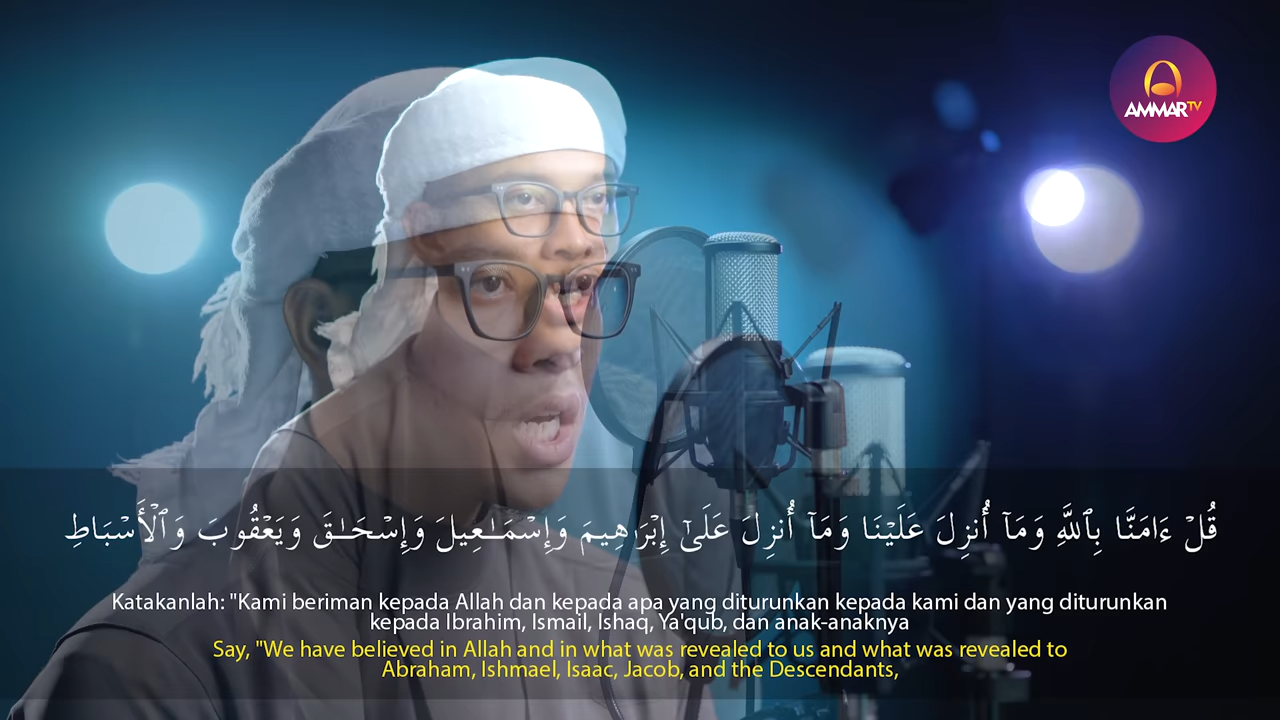 AMMARTV
قُلْ ءَامَنَّا بِٱللَّهِ وَمَآ أُنزِلَ عَلَيْنَا وَمَآ أُنزِلَ عَلَىٰٓ إِبْرَٰهِيمَ وَإِسْمَـٰعِيلَ وَإِسْحَـٰقَ وَيَعْقُوبَ وَٱلْأَسْبَاطِ
Katakanlah: "Kami beriman kepada Allah dan kepada apa yang diturunkan kepada kami dan yang diturunkan
kepada Ibrahim, Ismail, Ishaq, Ya'qub, dan anak-anaknya
Say, "We have believed in Allah and in what was revealed to us and what was revealed to
Abraham, Ishmael, Isaac, Jacob, and the Descendants,